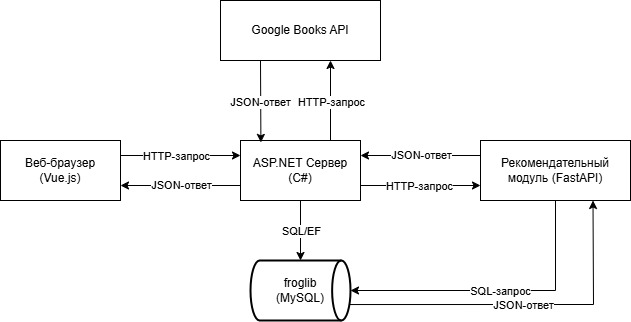 Google Books API
JSON-ответ
HTTP-запрос
Веб-браузер
(Vue.js)
HTTP-запрос
JSON-ответ
ASP.NET Сервер
(C#)
JSON-ответ
HTTP-запрос
Рекомендательный
модуль (FastAPI)
SQL/EF
froglib
(MySQL)
SQL-запрос
JSON-ответ